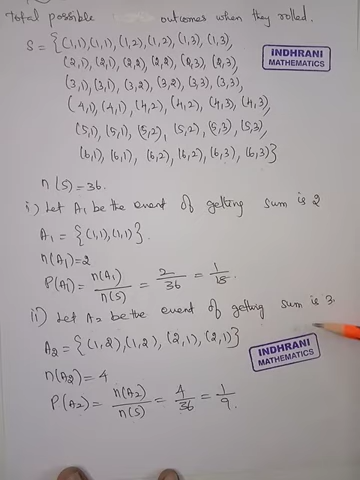 Total possible outcomes when they rolled.
S = {(1,1),(1,1),(1,2),(1,2),(1,3),(1,3),
(2,1),(2,1),(2,2),(2,2),(2,3),(2,3),
(3,1),(3,1),(3,2),(3,2),(3,3),(3,3),
(4,1),(4,1),(4,2),(4,2),(4,3),(4,3),
(5,1),(5,1),(5,2),(5,2),(5,3),(5,3),
(6,1),(6,1),(6,2),(6,2),(6,3),(6,3)}
INDHRANI
MATHEMATICS
n(S)=36.
i) Let A₁ be the event of getting sum is 2
A₁ = {(1,1),(1,1)}.
n(A₁)=2
P(A₁) = n(A₁)/n(S) = 2/36 = 1/18.
ii) Let A₂ be the event of getting sum is 3.
A₂ = {(1,2),(1,2),(2,1),(2,1)}
INDHRANI
MATHEMATICS
n(A₂) = 4
P(A₂) = n(A₂)/n(S) = 4/36 = 1/9.